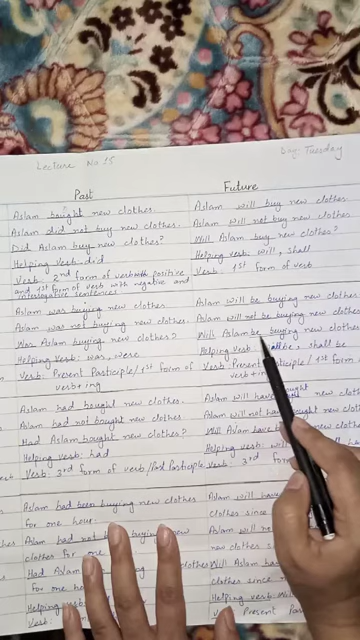 Lecture No 15
Day Tuesday
Past
Aslam bought new clothes.
Aslam did not buy new clothes.
Did Aslam buy new clothes?
Helping verb: did
Verb: 2nd form of verb with positive
and 1st form of verb with negative and
interrogative sentences
Aslam was buying new clothes.
Aslam was not buying new clothes.
Was Aslam buying new clothes?
Helping Verb: was, were
Verb: Present Participle/1st form of
verb+ing
Aslam had bought new clothes.
Aslam had not bought new clothes.
Had Aslam bought new clothes?
Helping verb: had
Verb: 3rd form of verb/Past Participle
Aslam had been buying new clothes
for one hour.
Aslam had not buying new
clothes for one
Had Aslam clothes
for one
Helping verb:
Verb:
Future
Aslam will buy new clothes.
Aslam will not buy new clothes.
Will Aslam buy new clothes?
Helping verb: will, shall
Verb: 1st form of verb
Aslam will be buying new clothes.
Aslam will not be buying new clothes.
Will Aslam be buying new clothes
Helping Verb shall be
Verb: Present Participle/1st form
verb+in
Aslam will have bought new clo
Aslam will not have bought new
Will Aslam have
Helping verb: will
verb: 3rd form
Aslam will have
clothes since
Aslam will no
new clothes si
Will Aslam ha
clothes since
Helping verb: Will
Verb: Present Par